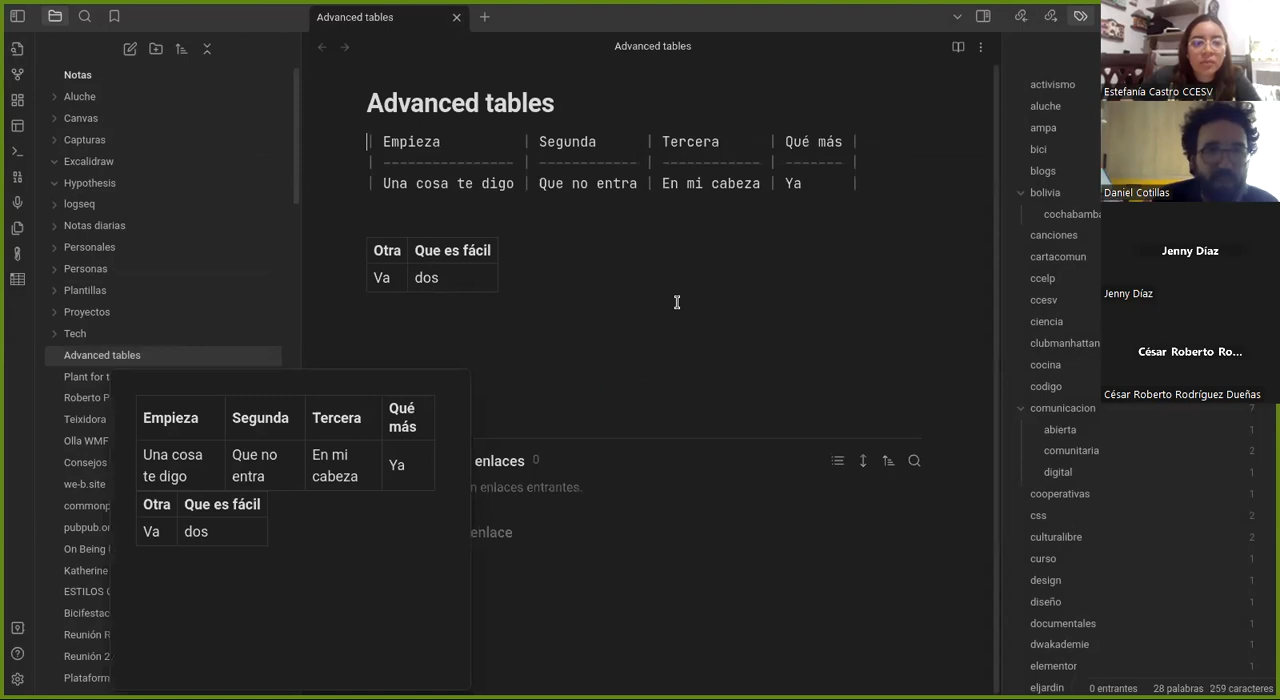 Advanced tables
Advanced tables
Notas
Aluche
Canvas
Capturas
Excalidraw
Hypothesis
logseq
Notas diarias
Personales
Personas
Plantillas
Proyectos
Tech
Advanced tables
Plant for t
Roberto P
Teixidora
Olla WMF
Consejos
we-b.site
commonp
pubpub.or
On Being
Katherine
ESTILOS
Bicifestac
Reunión R
Reunión 2
Plataform
Advanced tables
| Empieza | Segunda | Tercera | Qué más |
| --------------- | ------------ | ------------ | ------- |
| Una cosa te digo | Que no entra | En mi cabeza | Ya |
Otra Que es fácil
Va dos
Empieza Segunda Tercera Qué más
Una cosa te digo Que no entra En mi cabeza Ya
Otra Que es fácil
Va dos
enlaces 0
n enlaces entrantes.
enlace
activismo
aluche
ampa
bici
blogs
bolivia
cochabamba
canciones
cartacomun
ccelp
ccesv
ciencia
clubmanhattan
cocina
codigo
comunicacion 7
abierta 1
comunitaria 2
digital 1
cooperativas 1
css 2
culturalibre 2
curso 1
design 1
diseño 1
documentales 1
dwakademie 1
elementor 1
eljardin
0 entrantes 28 palabras 259 caracteres
Estefanía Castro CCESV
Daniel Cotillas
Jenny Díaz
Jenny Díaz
César Roberto Ro...
César Roberto Rodríguez Dueñas